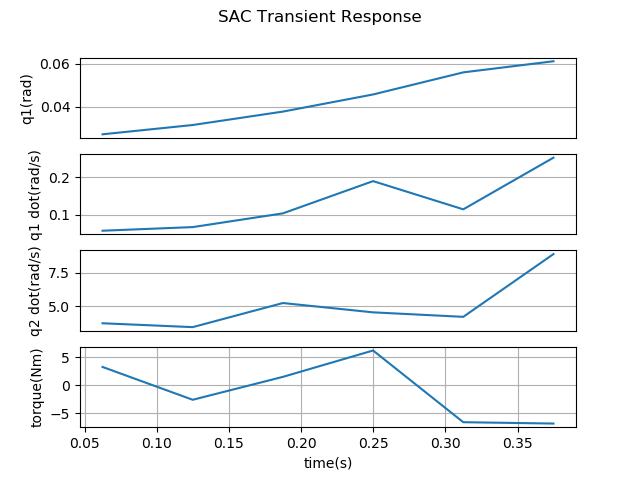 SAC Transient Response
q1(rad)
0.06
0.04
q1 dot(rad/s)
0.2
0.1
q2 dot(rad/s)
7.5
5.0
torque(Nm)
5
0
−5
0.05 0.10 0.15 0.20 0.25 0.30 0.35
time(s)